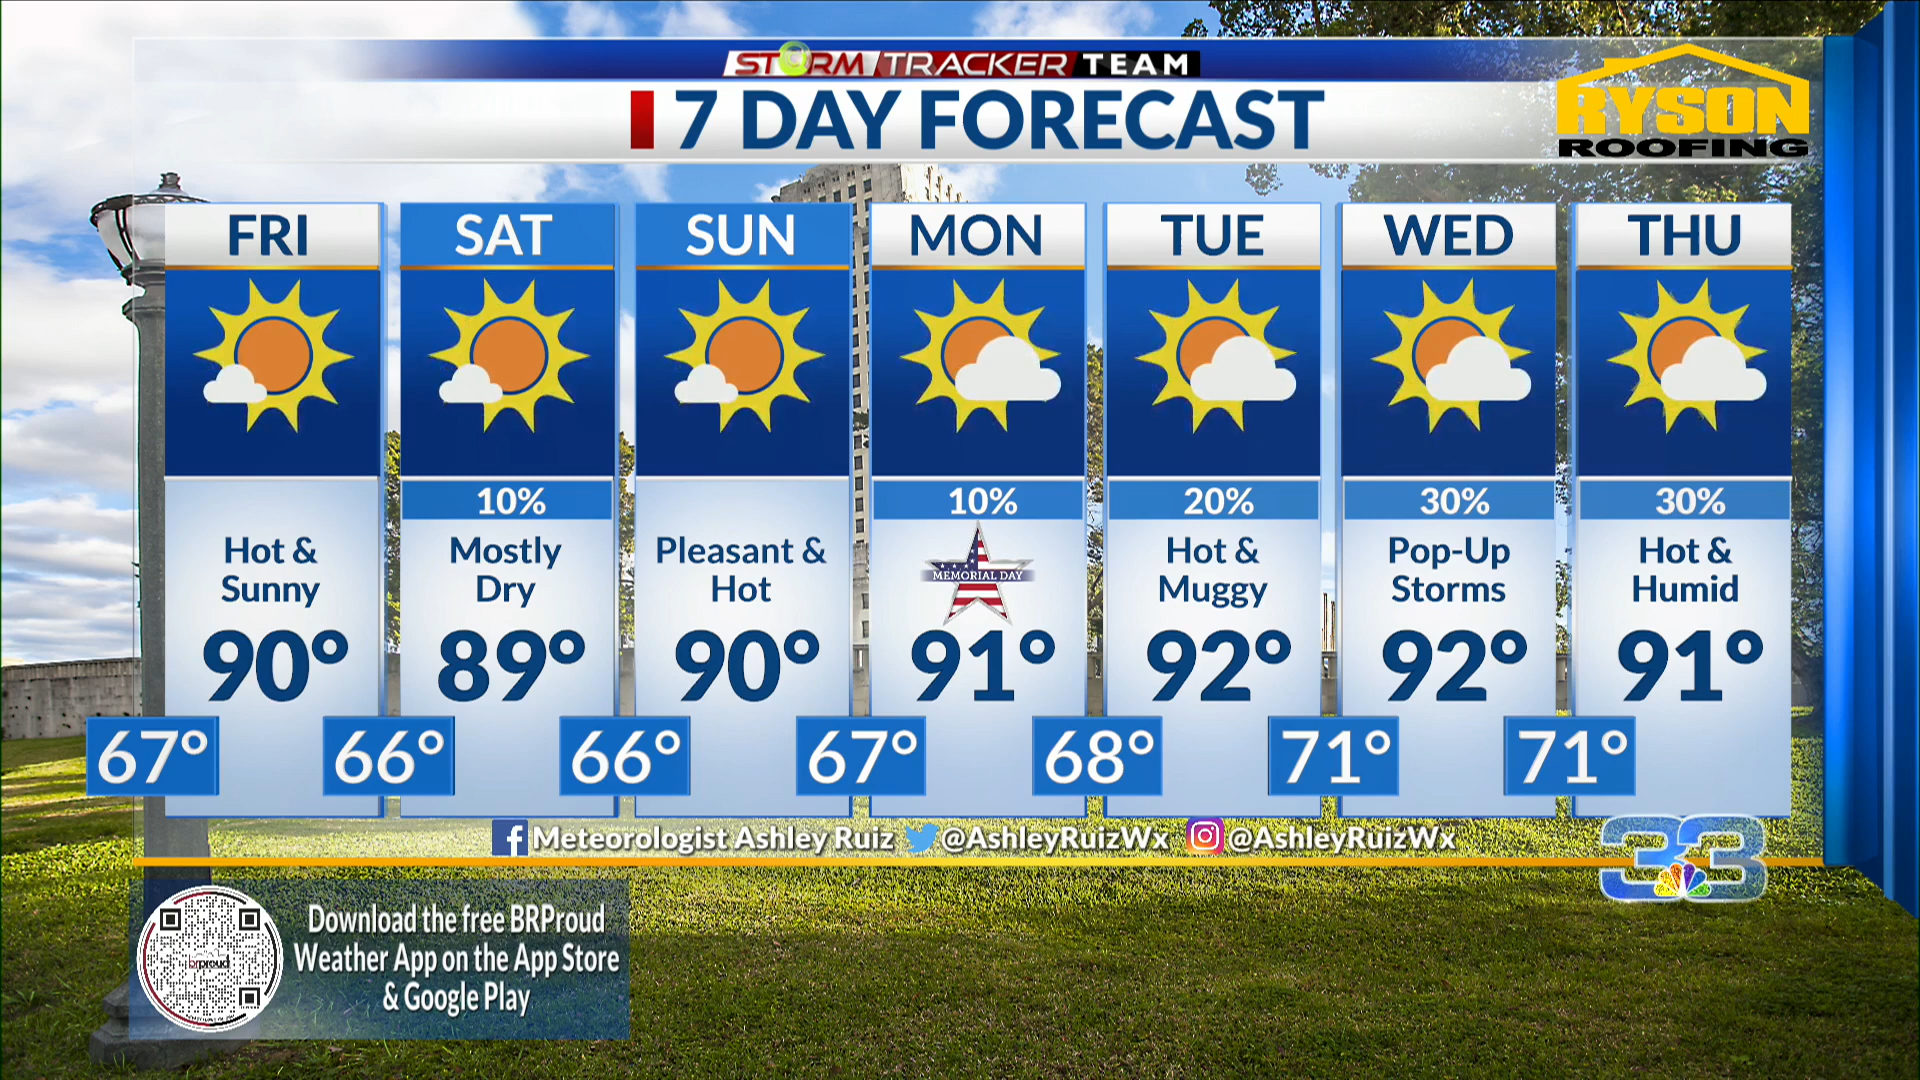 STORM TRACKER TEAM
7 DAY FORECAST
RYSON
ROOFING
FRI
SAT
SUN
MON
TUE
WED
THU
10%
10%
20%
30%
30%
Hot &
Sunny
Mostly
Dry
Pleasant &
Hot
MEMORIAL DAY
Hot &
Muggy
Pop-Up
Storms
Hot &
Humid
90°
89°
90°
91°
92°
92°
91°
67°
66°
66°
67°
68°
71°
71°
Meteorologist Ashley Ruiz @AshleyRuizWx @AshleyRuizWx
33
brproud
Download the free BRProud
Weather App on the App Store
& Google Play